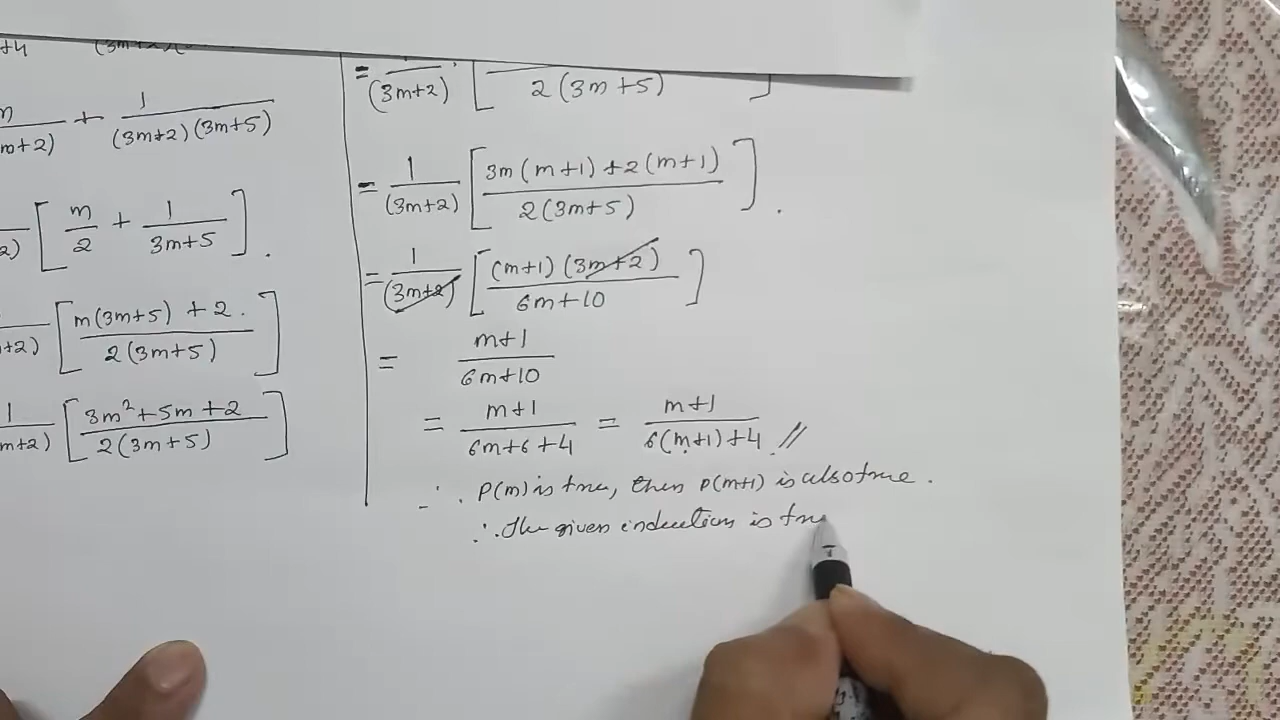 +4
m/(m+2) + 1/((3m+2)(3m+5))
2) [ m/2 + 1/(3m+5) ] .
+2) [ (m(3m+5) + 2.) / (2(3m+5)) ]
1/(m+2) [ (3m²+5m+2) / (2(3m+5)) ]
= /(3m+2) . [ /(2(3m+5)) ]
= 1/(3m+2) [ (3m(m+1)+2(m+1)) / (2(3m+5)) ] .
= 1/(3m+2) [ ((m+1)(3m+2)) / (6m+10) ]
= (m+1)/(6m+10)
= (m+1)/(6m+6+4) = (m+1)/(6(m+1)+4) //
∴ P(m) is true, then P(m+1) is also true.
∴ The given induction is tru